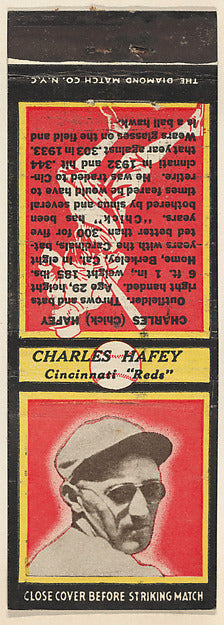 THE DIAMOND MATCH CO. N.Y.C.
CHARLES (Chick) HAFEY
Outfielder. Throws and bats
right handed. Age 29, height
6 ft 1 in., weight 185 lbs.
Home, Berkeley, Cal. In eight
years with the Cardinals, bat-
ted better than .300 for five
years. "Chick" has been
bothered by sinus and several
times feared he would have to
retire. He was traded to Cin-
cinnati in 1932 and hit .344
that year against .303 in 1933.
Wears glasses on the field and
is a ball hawk.
CHARLES HAFEY
Cincinnati "Reds"
CLOSE COVER BEFORE STRIKING MATCH